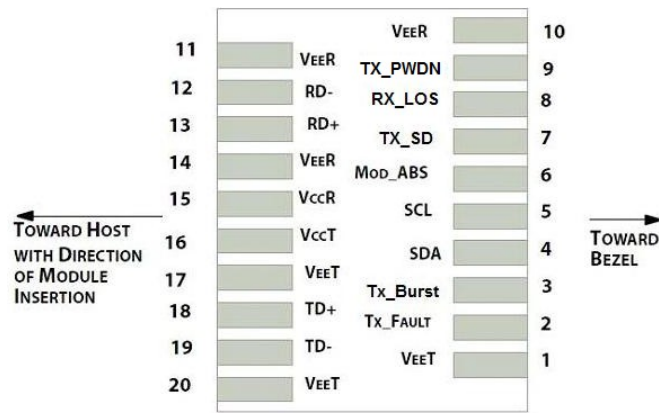 VEER 10
11 VEER
TX_PWDN 9
12 RD-
RX_LOS 8
13 RD+
TX_SD 7
14 VEER
MOD_ABS 6
15 VCCR
SCL 5
16 VCCT
SDA 4
17 VEET
Tx_Burst 3
18 TD+
TX_FAULT 2
19 TD-
VEET 1
20 VEET
TOWARD HOST
WITH DIRECTION
OF MODULE
INSERTION
TOWARD
BEZEL